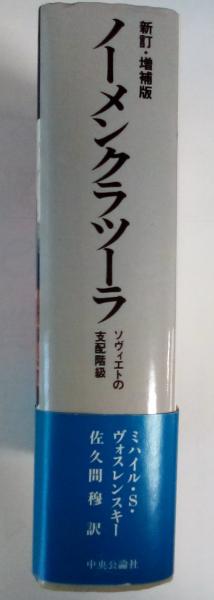 新訂・増補版
ノーメンクラツーラ
ソヴィエトの
支配階級
ミハイル・S・
ヴォスレンスキー
佐久間穆 訳
中央公論社